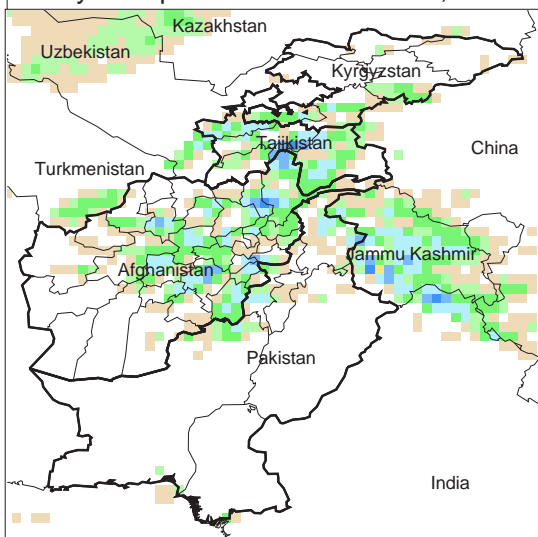 Kazakhstan
Uzbekistan
Kyrgyzstan
Tajikistan
China
Turkmenistan
Jammu Kashmir
Afghanistan
Pakistan
India